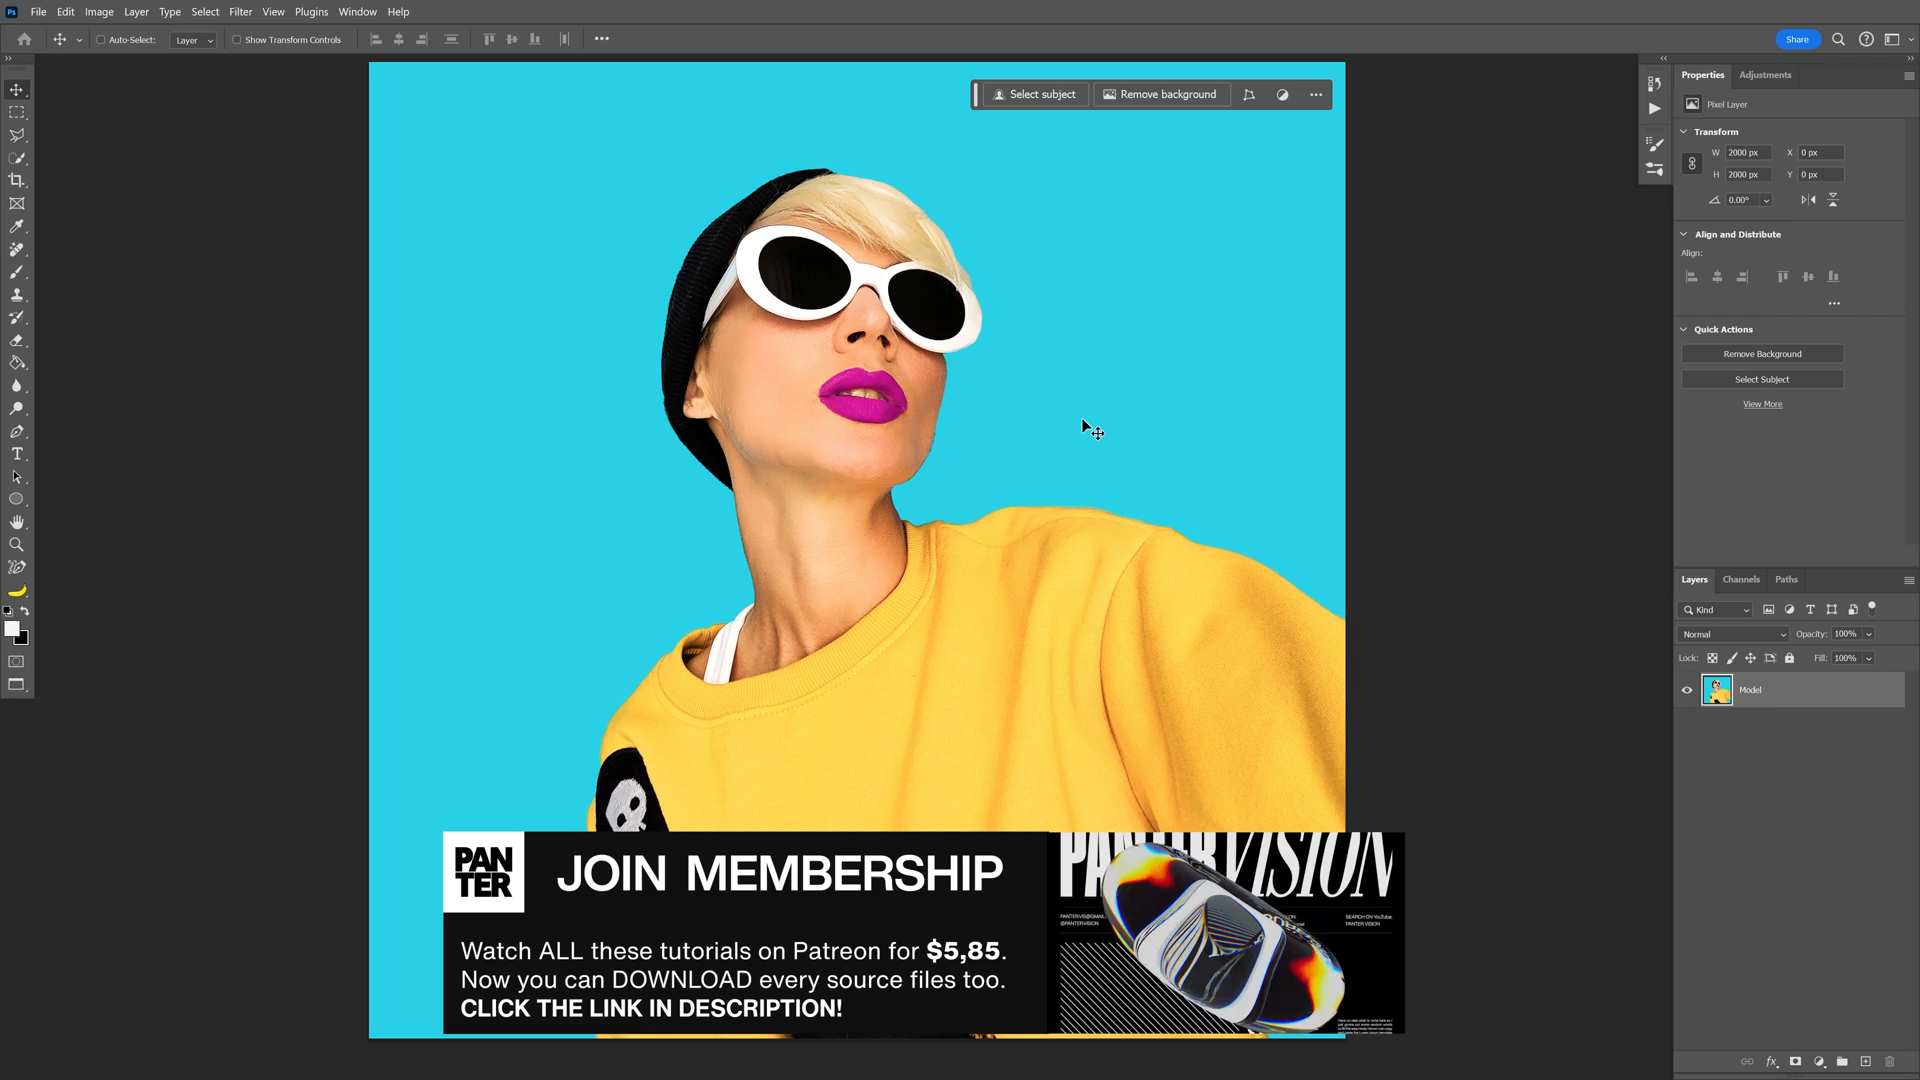 Ps File Edit Image Layer Type Select Filter View Plugins Window Help
Auto-Select: Layer Show Transform Controls Share
Select subject Remove background
Properties Adjustments
Pixel Layer
Transform
W 2000 px X 0 px
H 2000 px Y 0 px
0.00°
Align and Distribute
Align:
Quick Actions
Remove Background
Select Subject
View More
Layers Channels Paths
Kind
Normal Opacity: 100%
Lock: Fill: 100%
Model
PAN
TER
JOIN MEMBERSHIP
Watch ALL these tutorials on Patreon for $5,85.
Now you can DOWNLOAD every source files too.
CLICK THE LINK IN DESCRIPTION!
VISION
@PANTER.VISION
SEARCH ON YouTube:
PANTER VISION